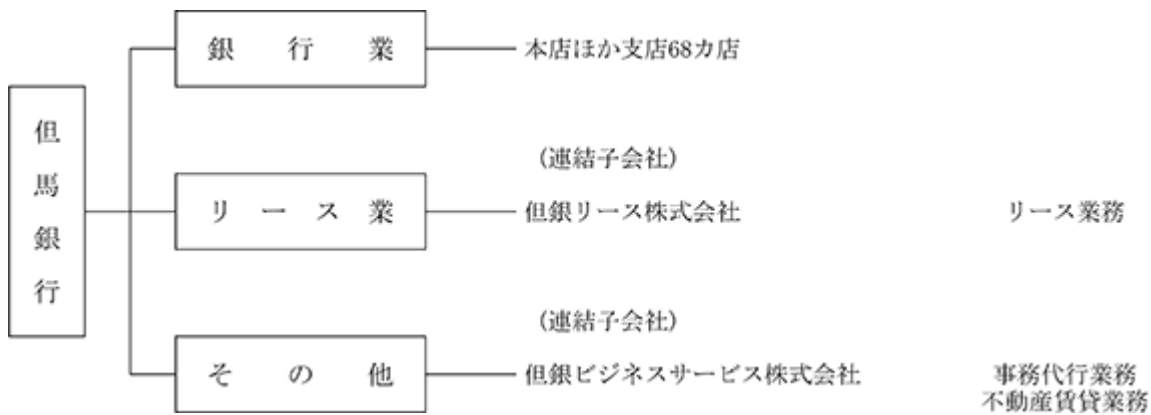 但馬銀行
銀行業 本店ほか支店68カ店
(連結子会社)
リース業 但銀リース株式会社 リース業務
(連結子会社)
その他 但銀ビジネスサービス株式会社 事務代行業務
不動産賃貸業務